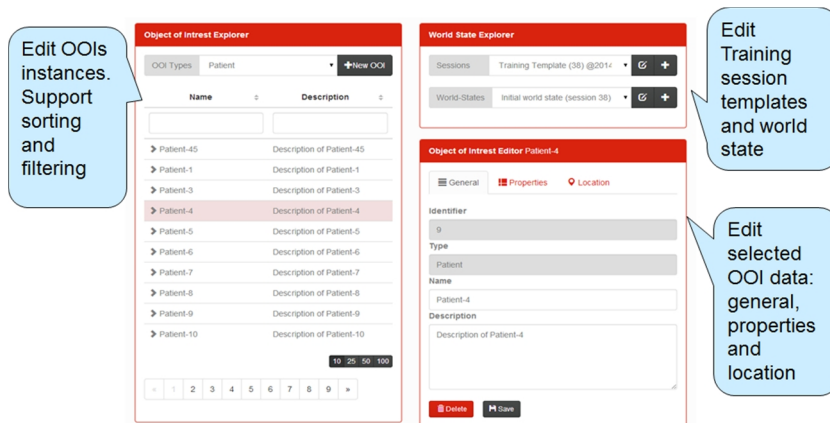 Edit OOIs
instances.
Support
sorting
and
filtering
Object of Intrest Explorer
OOI Types Patient +New OOI
Name Description
Patient-45 Description of Patient-45
Patient-1 Description of Patient-1
Patient-3 Description of Patient-3
Patient-4 Description of Patient-4
Patient-5 Description of Patient-5
Patient-6 Description of Patient-6
Patient-7 Description of Patient-7
Patient-8 Description of Patient-8
Patient-9 Description of Patient-9
Patient-10 Description of Patient-10
10 25 50 100
« 1 2 3 4 5 6 7 8 9 »
World State Explorer
Sessions Training Template (38) @2014
World-States Initial world state (session 38)
Object of Intrest Editor Patient-4
General Properties Location
Identifier
9
Type
Patient
Name
Patient-4
Description
Description of Patient-4
Delete Save
Edit
Training
session
templates
and world
state
Edit
selected
OOI data:
general,
properties
and
location